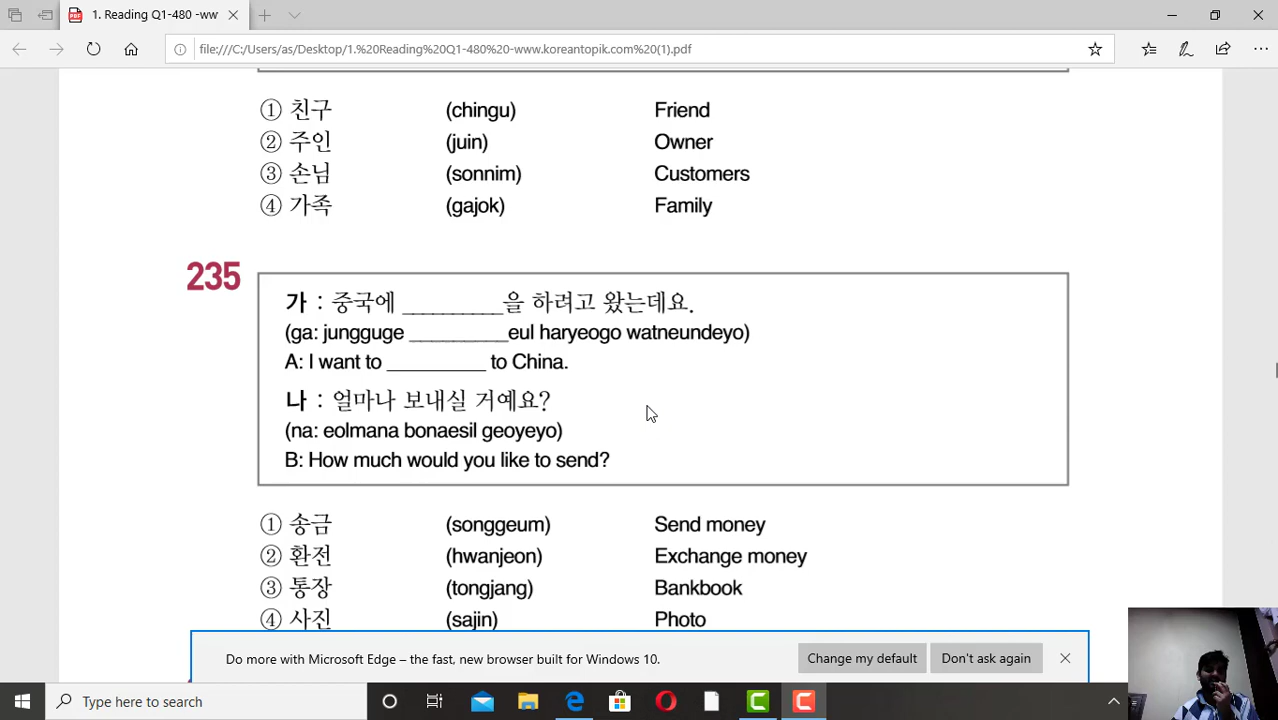 1. Reading Q1-480 -ww
file:///C:/Users/as/Desktop/1.%20Reading%20Q1-480%20-www.koreantopik.com%20(1).pdf
① 친구 (chingu) Friend
② 주인 (juin) Owner
③ 손님 (sonnim) Customers
④ 가족 (gajok) Family
235
가 : 중국에 __________을 하려고 왔는데요.
(ga: jungguge __________eul haryeogo watneundeyo)
A: I want to __________ to China.
나 : 얼마나 보내실 거예요?
(na: eolmana bonaesil geoyeyo)
B: How much would you like to send?
① 송금 (songgeum) Send money
② 환전 (hwanjeon) Exchange money
③ 통장 (tongjang) Bankbook
④ 사진 (sajin) Photo
Do more with Microsoft Edge – the fast, new browser built for Windows 10. Change my default Don't ask again
Type here to search